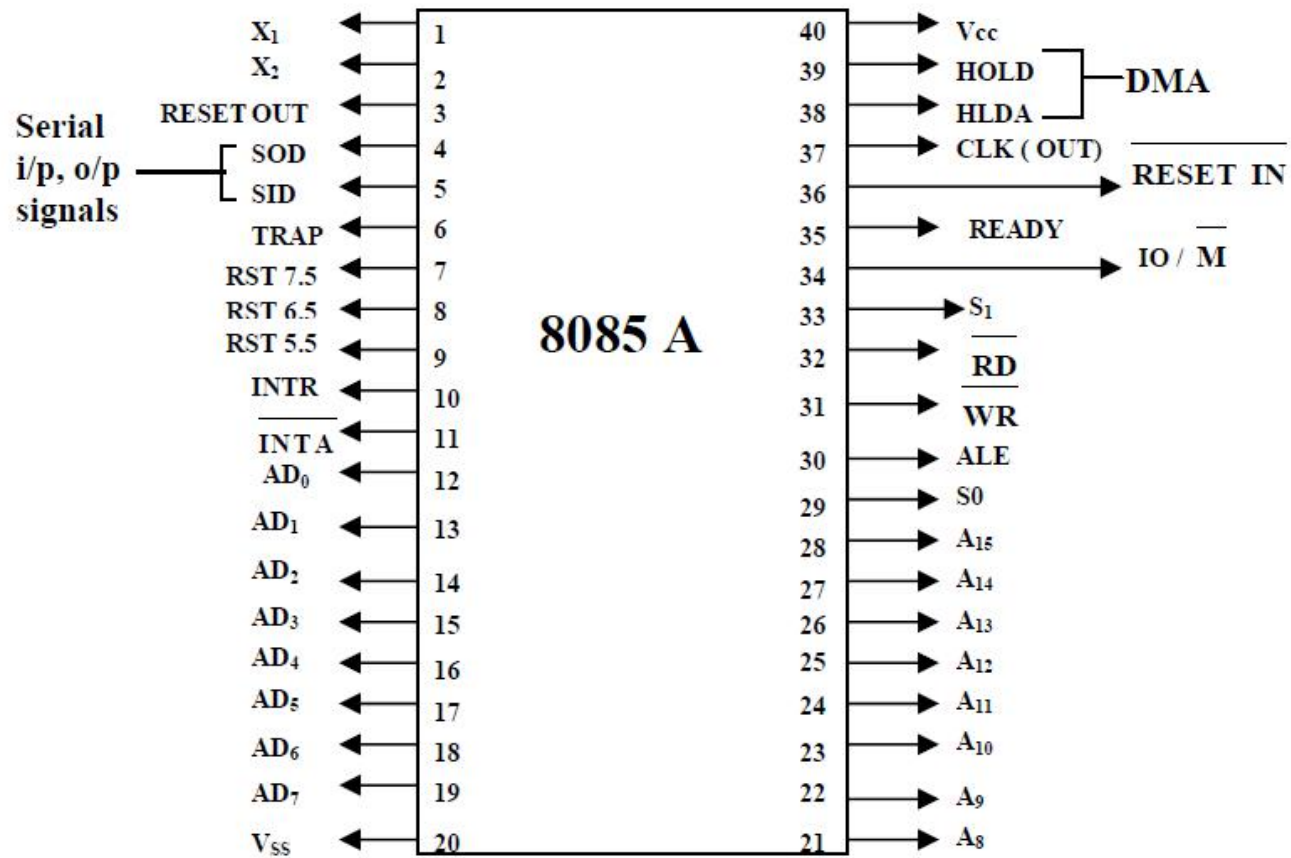 X₁ 1 40 Vcc
X₂ 2 39 HOLD
DMA
RESET OUT 3 38 HLDA
Serial
i/p, o/p
signals
SOD 4 37 CLK ( OUT)
SID 5 36 RESET IN
TRAP 6 35 READY
RST 7.5 7 34 IO / M
RST 6.5 8 33 S₁
8085 A
RST 5.5 9 32 RD
INTR 10 31 WR
INTA 11 30 ALE
AD₀ 12 29 S0
AD₁ 13 28 A₁₅
AD₂ 14 27 A₁₄
AD₃ 15 26 A₁₃
AD₄ 16 25 A₁₂
AD₅ 17 24 A₁₁
AD₆ 18 23 A₁₀
AD₇ 19 22 A₉
V_SS 20 21 A₈